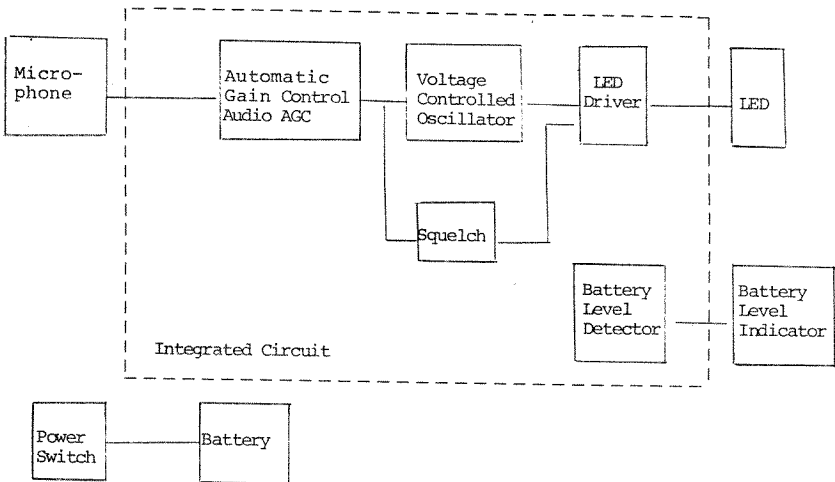 Micro-
phone
Automatic
Gain Control
Audio AGC
Voltage
Controlled
Oscillator
LED
Driver
LED
Squelch
Battery
Level
Detector
Battery
Level
Indicator
Integrated Circuit
Power
Switch
Battery